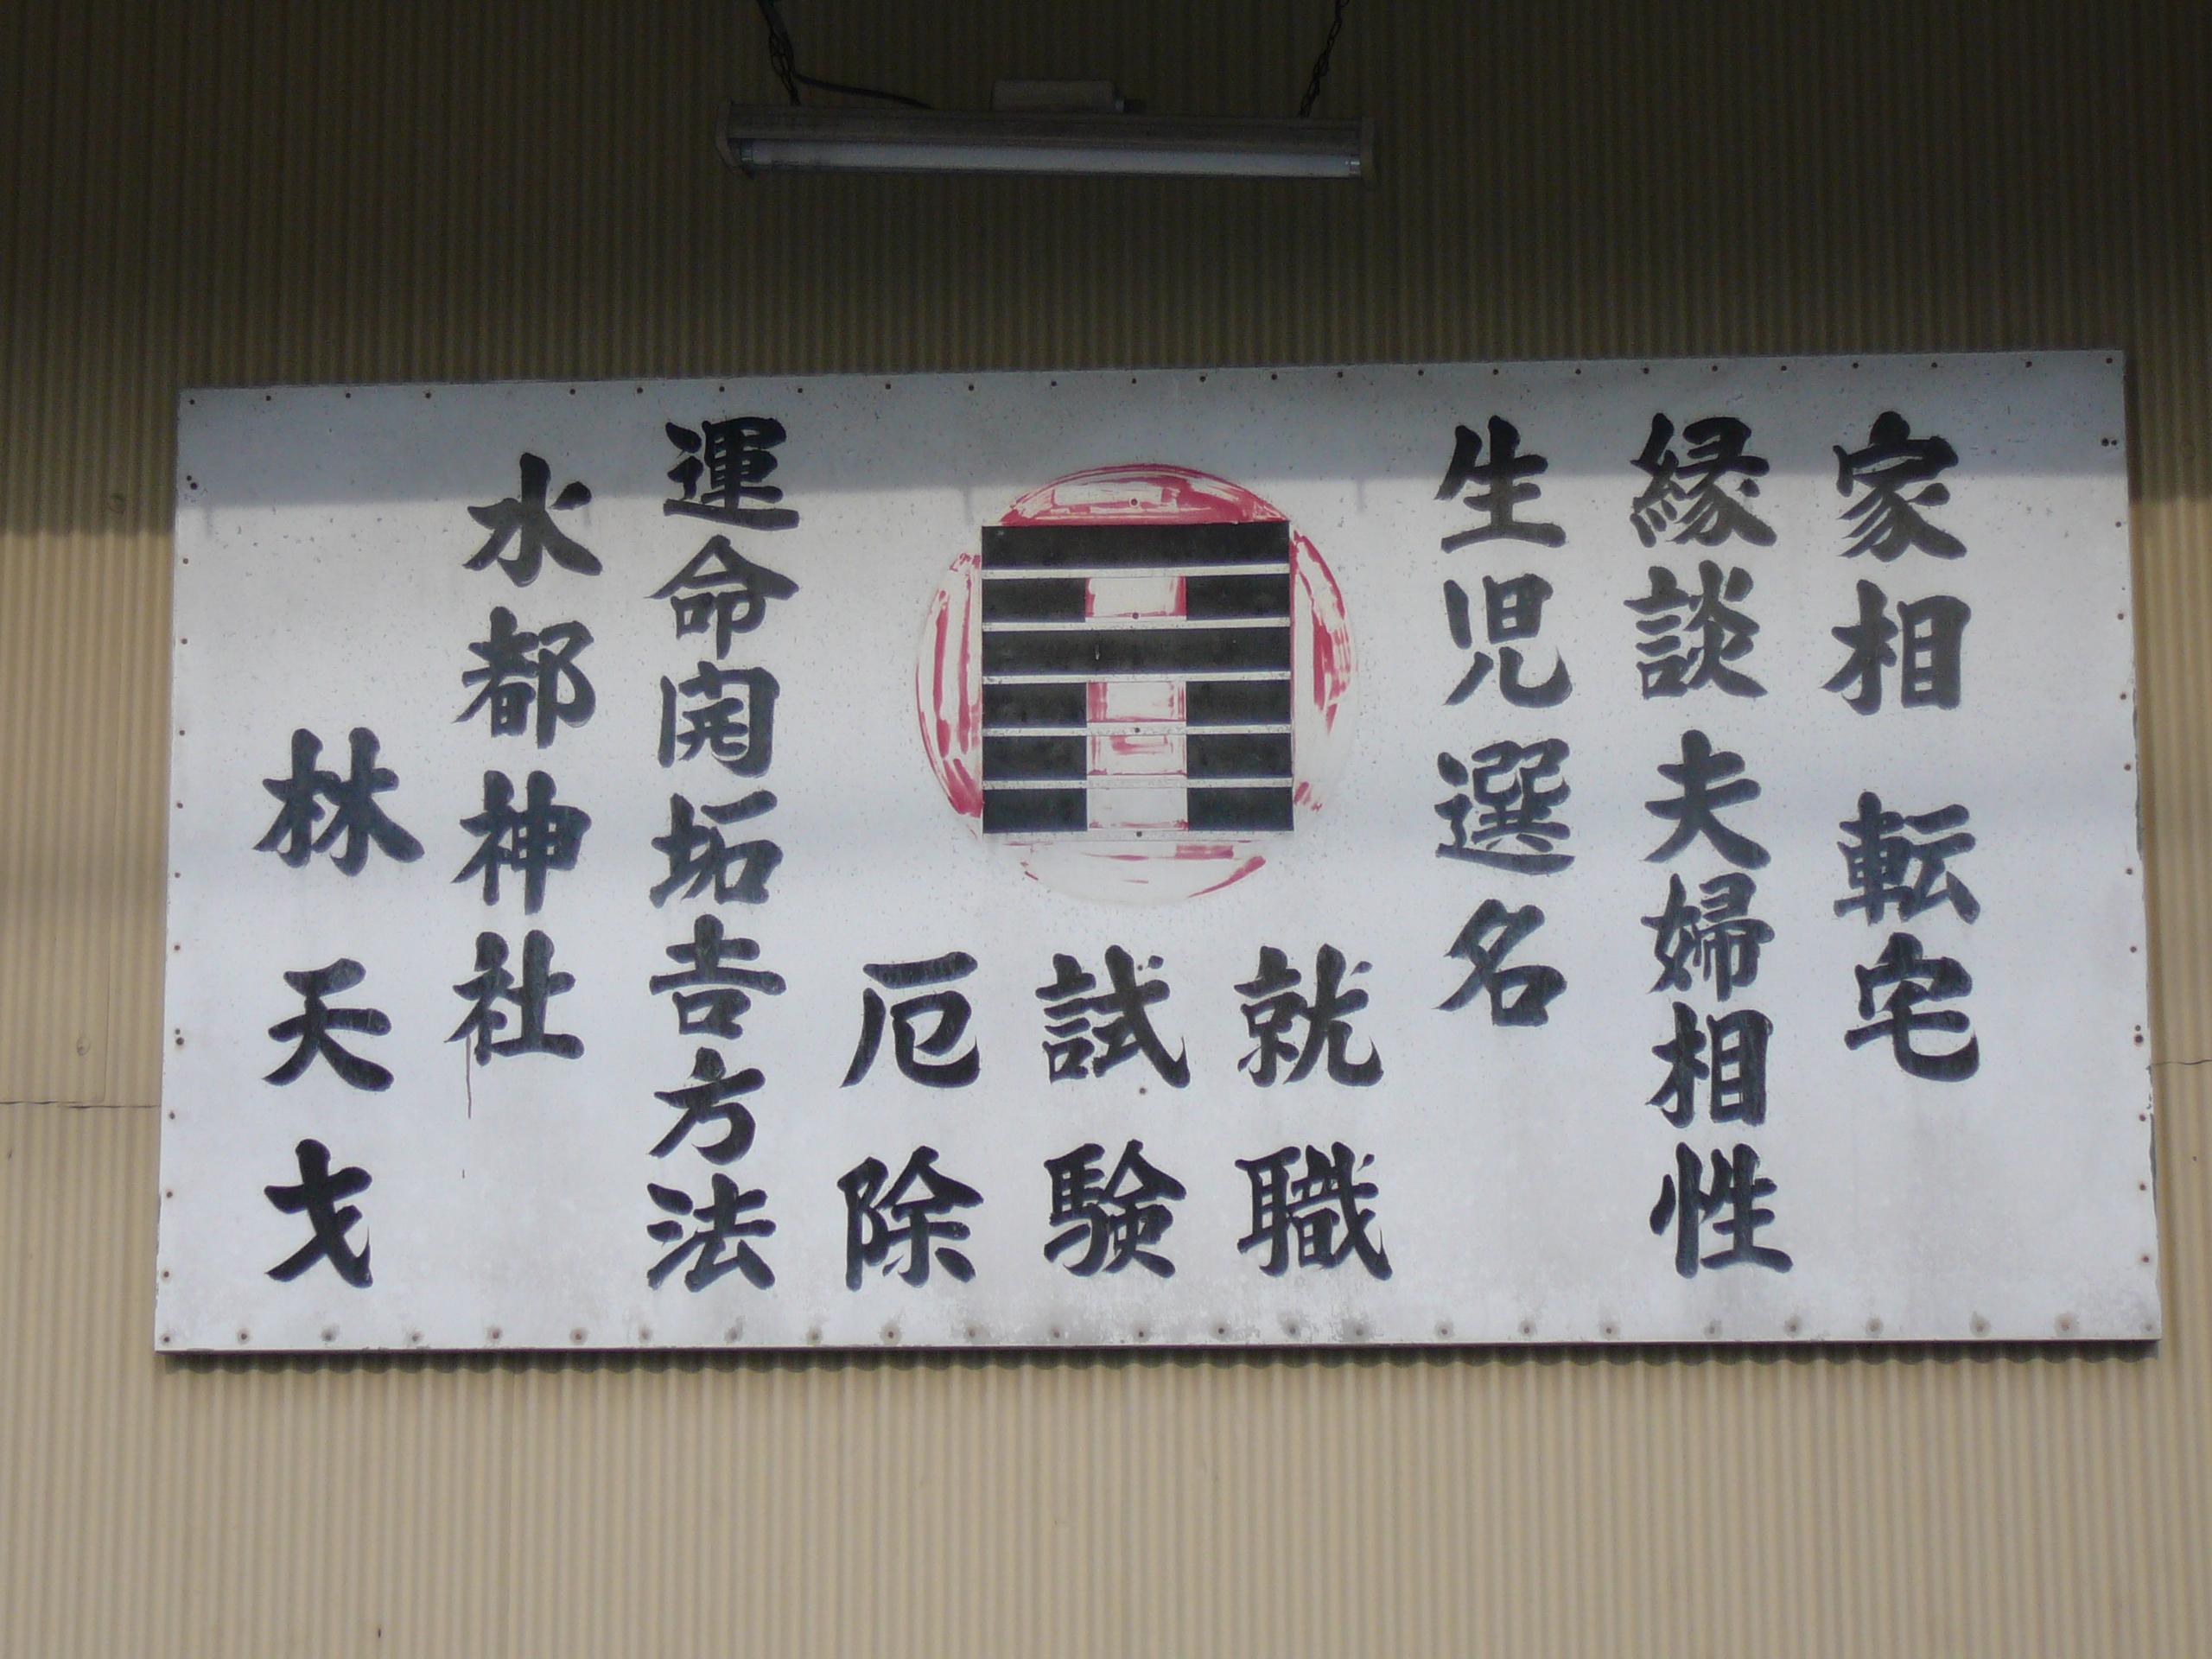 家相 転宅
縁談 夫婦相性
生児選名
就職
試験
厄除
運命開垢吉方法
水都神社
林天戈